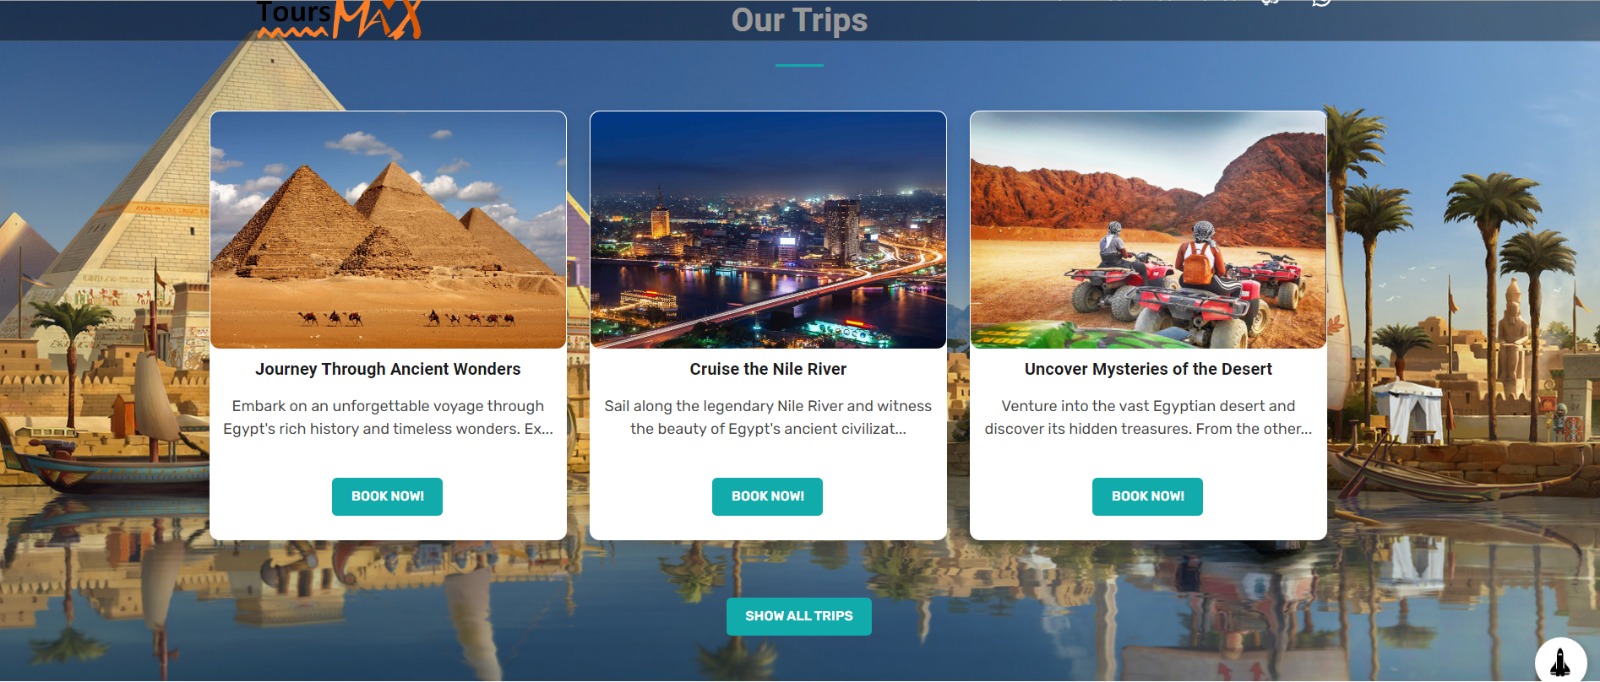 Tours MAX
Our Trips
Journey Through Ancient Wonders
Embark on an unforgettable voyage through
Egypt's rich history and timeless wonders. Ex...
BOOK NOW!
Cruise the Nile River
Sail along the legendary Nile River and witness
the beauty of Egypt's ancient civilizat...
BOOK NOW!
Uncover Mysteries of the Desert
Venture into the vast Egyptian desert and
discover its hidden treasures. From the other...
BOOK NOW!
SHOW ALL TRIPS